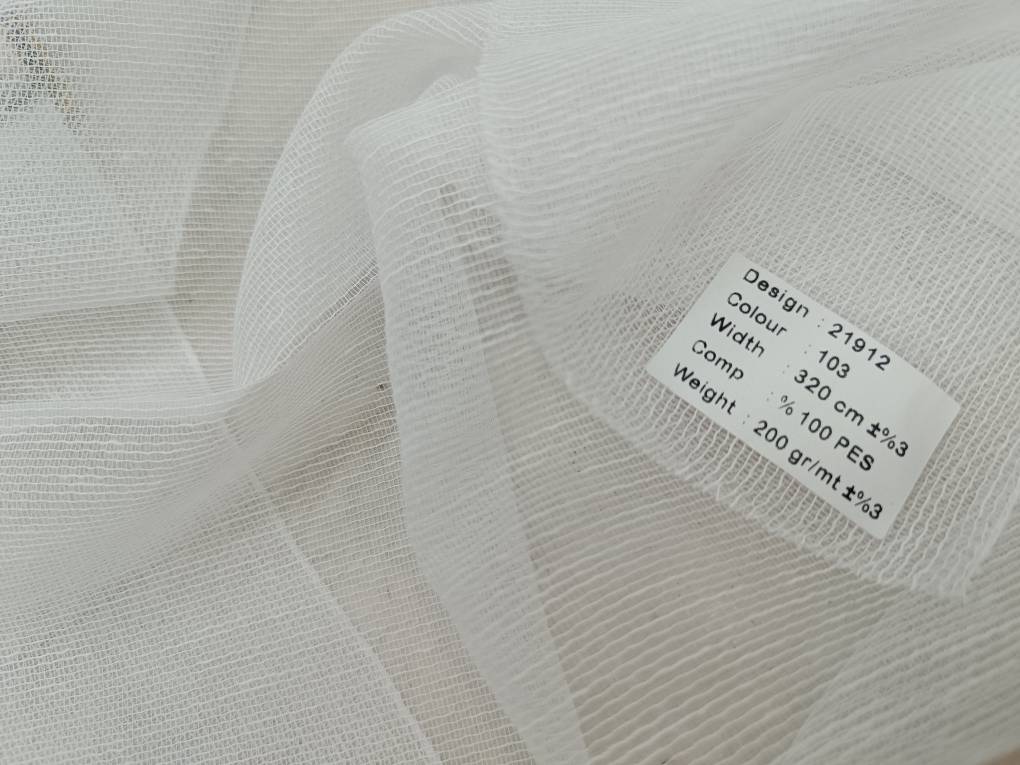 Design : 21912
Colour : 103
Width : 320 cm ±%3
Comp : % 100 PES
Weight : 200 gr/mt ±%3